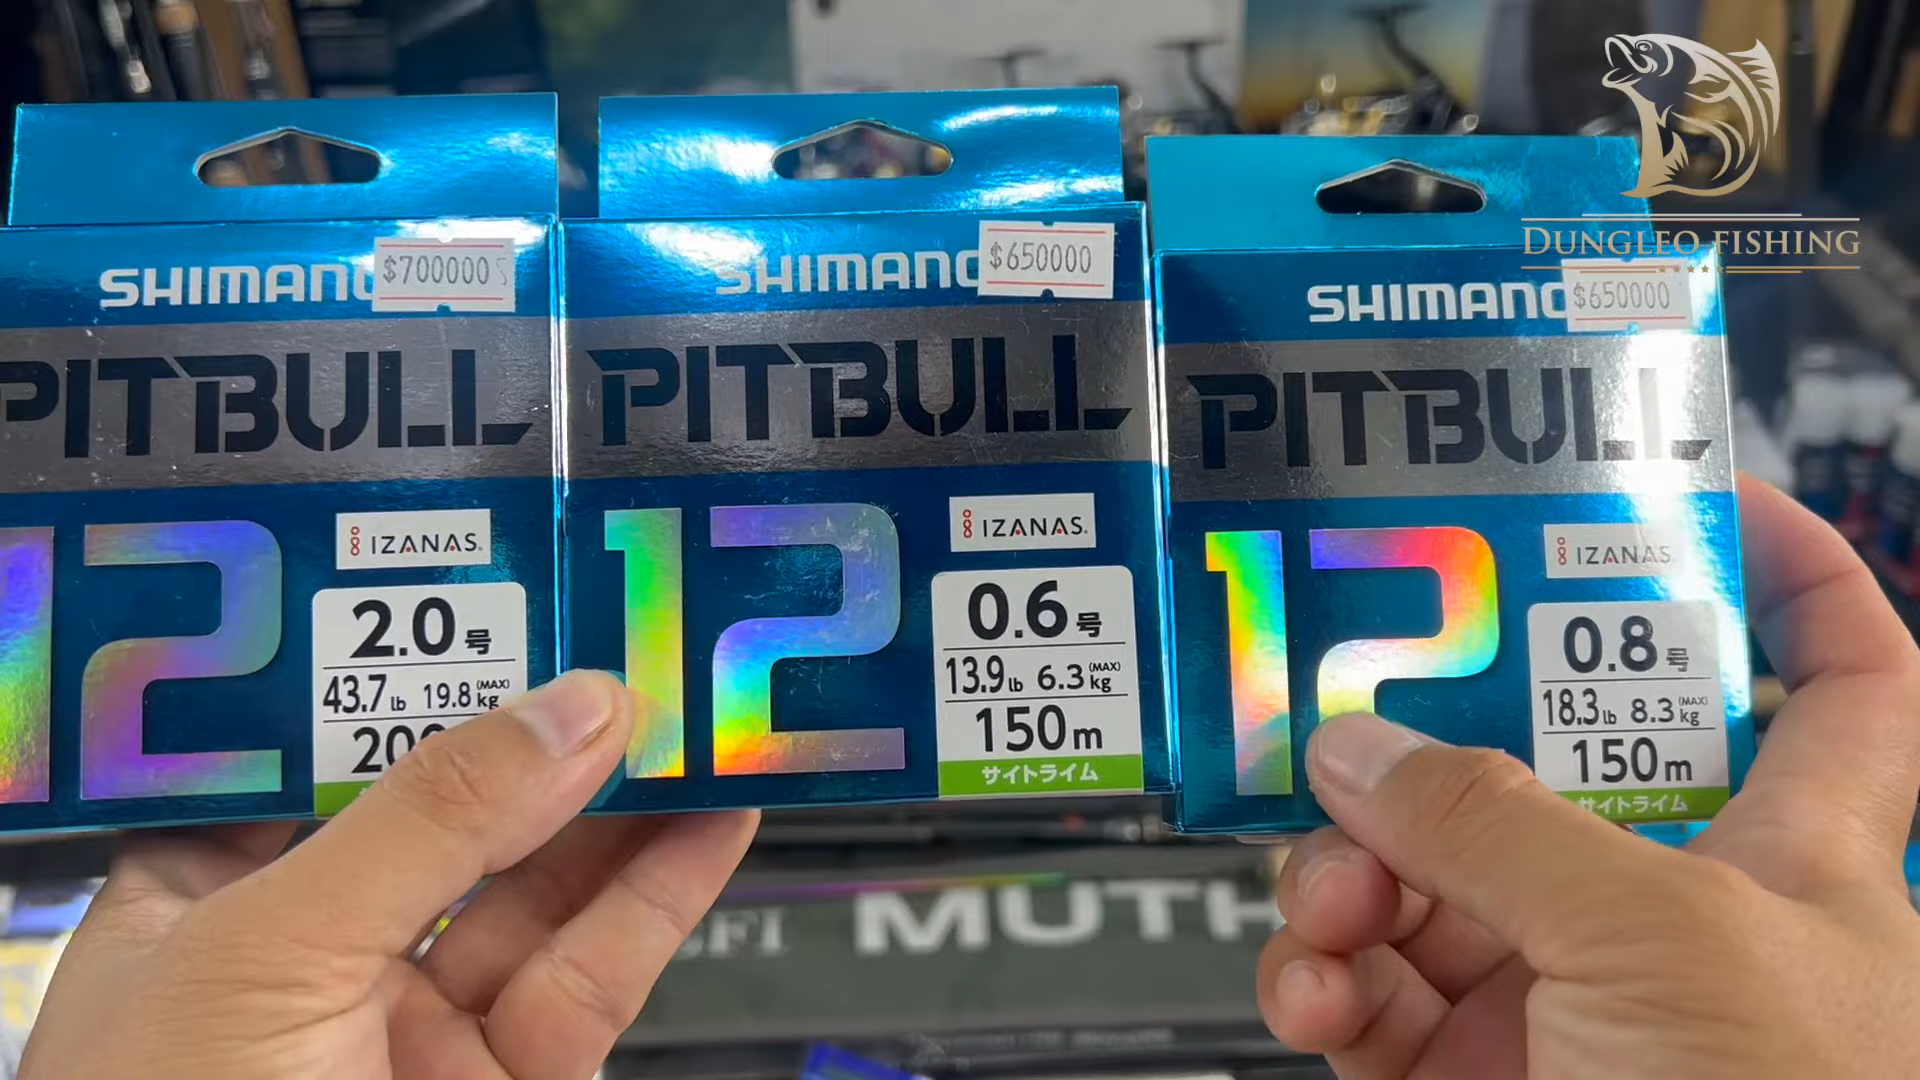 DUNGLEO FISHING
SHIMANO
$700000
PITBULL
12
IZANAS
2.0号
43.7lb 19.8kg (MAX)
SHIMANO
$650000
PITBULL
12
IZANAS
0.6号
13.9lb 6.3kg (MAX)
150m
サイトライム
SHIMANO
$650000
PITBULL
12
IZANAS
0.8号
18.3lb 8.3kg (MAX)
150m
サイトライム
MUTH